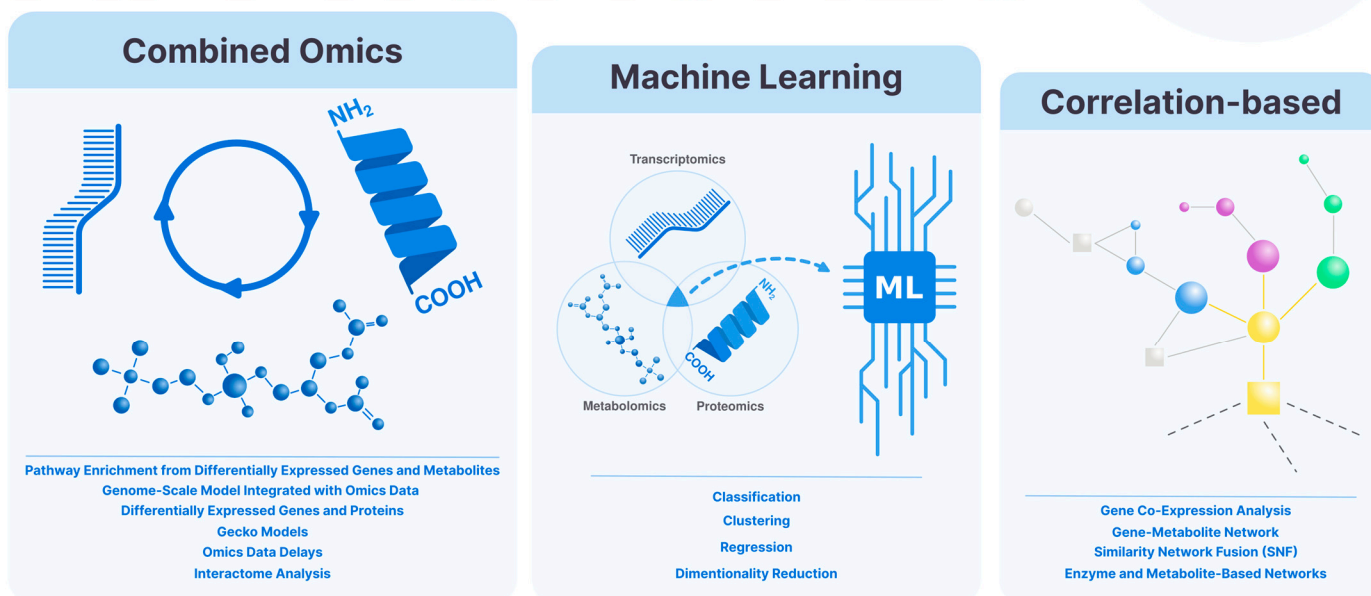 Combined Omics
NH2
COOH
Pathway Enrichment from Differentially Expressed Genes and Metabolites
Genome-Scale Model Integrated with Omics Data
Differentially Expressed Genes and Proteins
Gecko Models
Omics Data Delays
Interactome Analysis
Machine Learning
Transcriptomics
ML
NH2
COOH
Metabolomics
Proteomics
Classification
Clustering
Regression
Dimentionality Reduction
Correlation-based
Gene Co-Expression Analysis
Gene-Metabolite Network
Similarity Network Fusion (SNF)
Enzyme and Metabolite-Based Networks